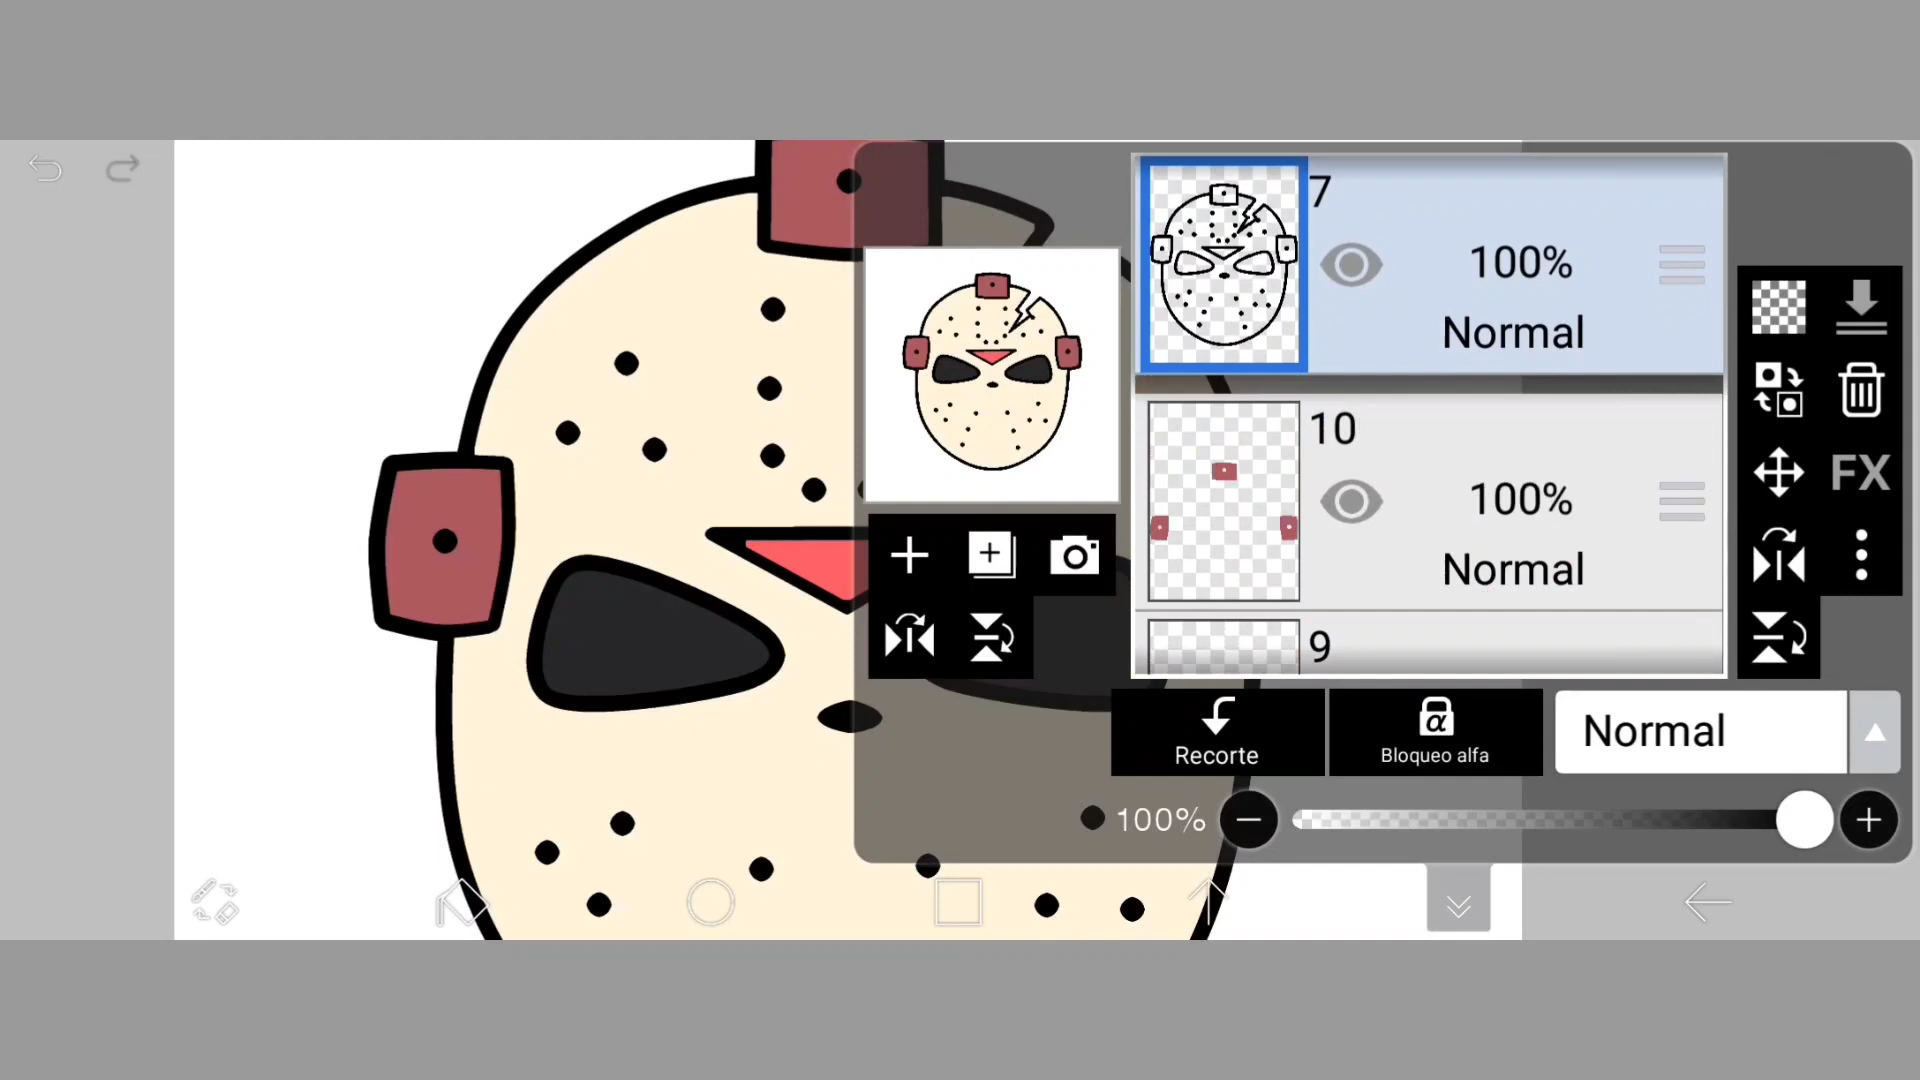 7
100%
Normal
10
100%
Normal
9
FX
Recorte
α
Bloqueo alfa
Normal
100%